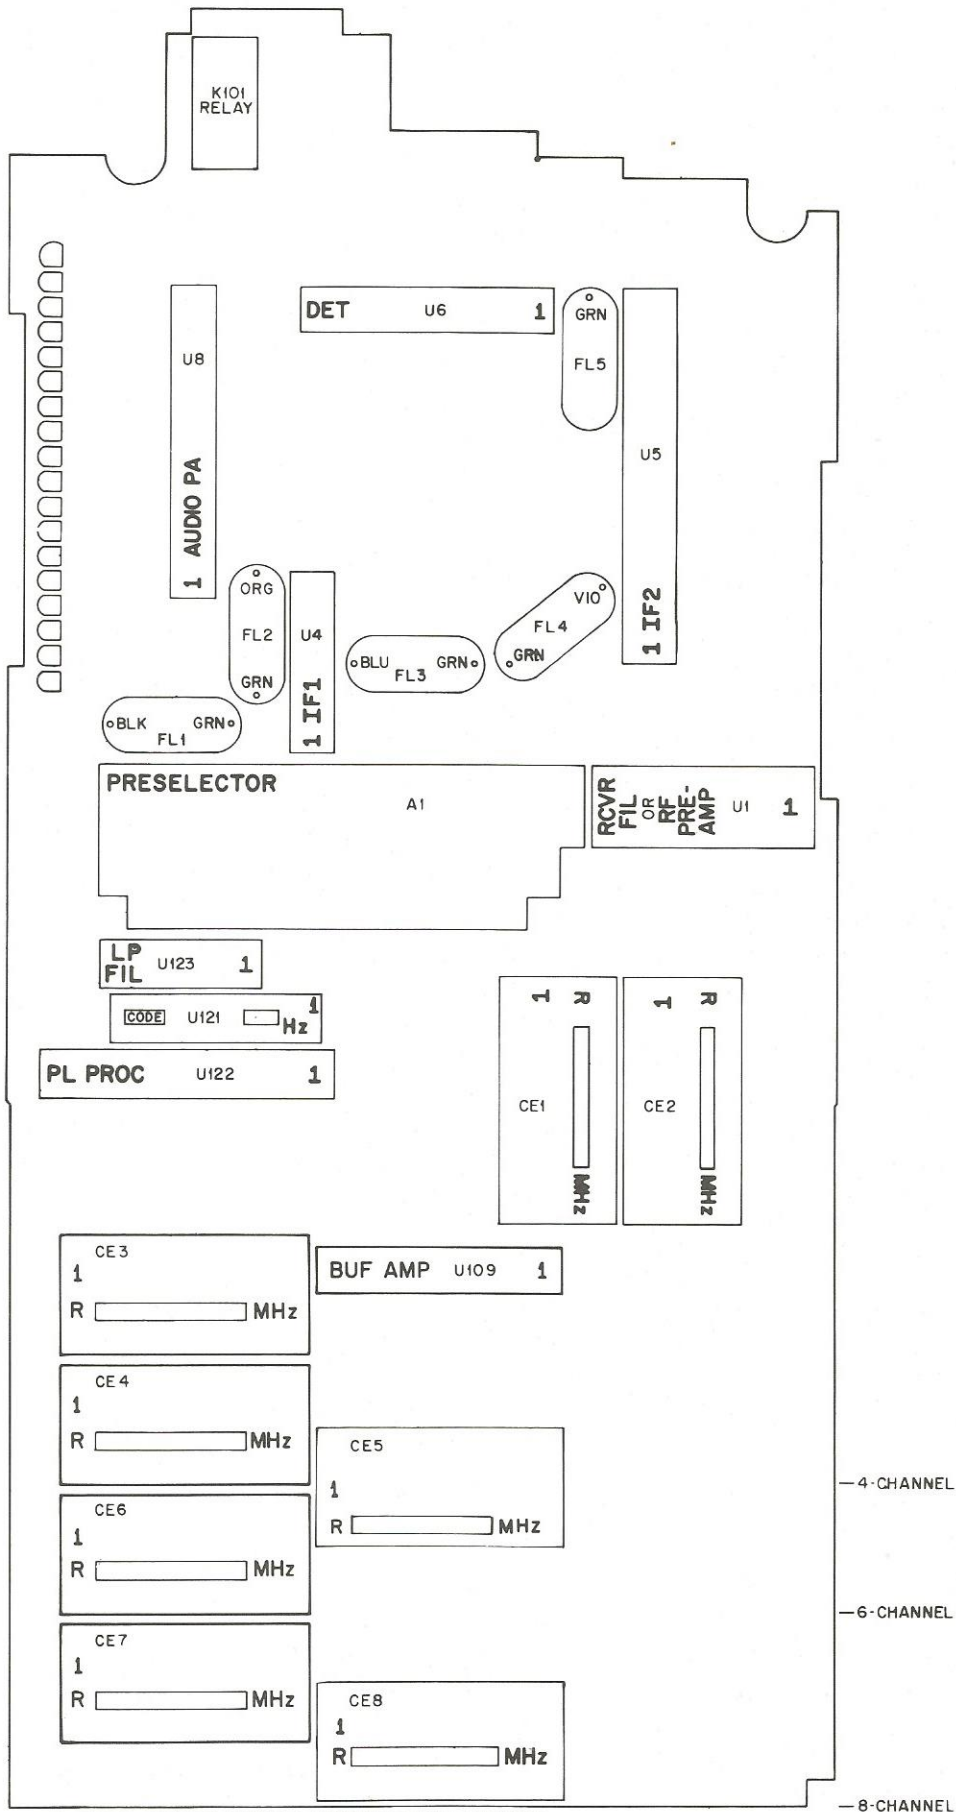 K101
RELAY
DET U6 1
GRN
FL5
U8
1 AUDIO PA
U5
1 IF2
ORG
FL2
GRN
U4
1 IF1
BLU GRN
FL3
VIO
FL4
GRN
BLK GRN
FL1
PRESELECTOR
A1
RCVR
FIL
OR
RF
PRE-
AMP
U1 1
LP
FIL
U123 1
CODE U121 Hz 1
PL PROC U122 1
1 R
CE1
MHz
1 R
CE2
MHz
CE3
1
R MHz
BUF AMP U109 1
CE4
1
R MHz
CE5
1
R MHz
4-CHANNEL
CE6
1
R MHz
6-CHANNEL
CE7
1
R MHz
CE8
1
R MHz
8-CHANNEL